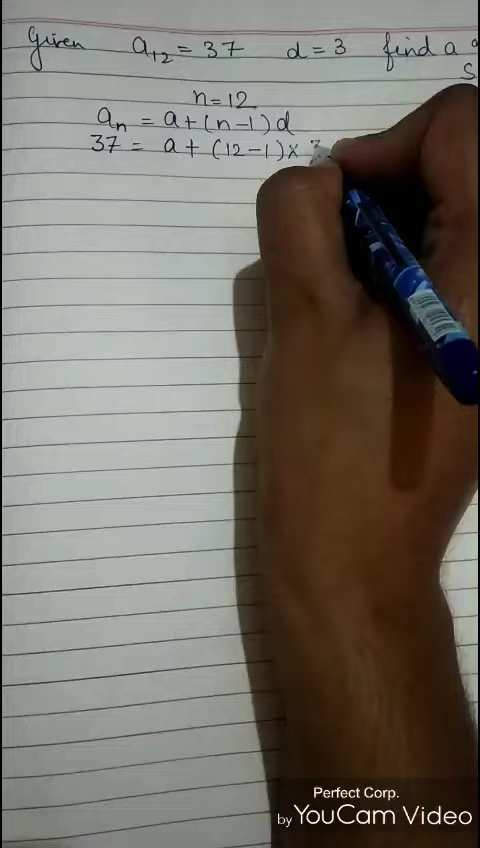 Given a₁₂ = 37 d = 3 find a
S
n = 12
aₙ = a + (n - 1) d
37 = a + (12 - 1) ×
Perfect Corp.
by YouCam Video